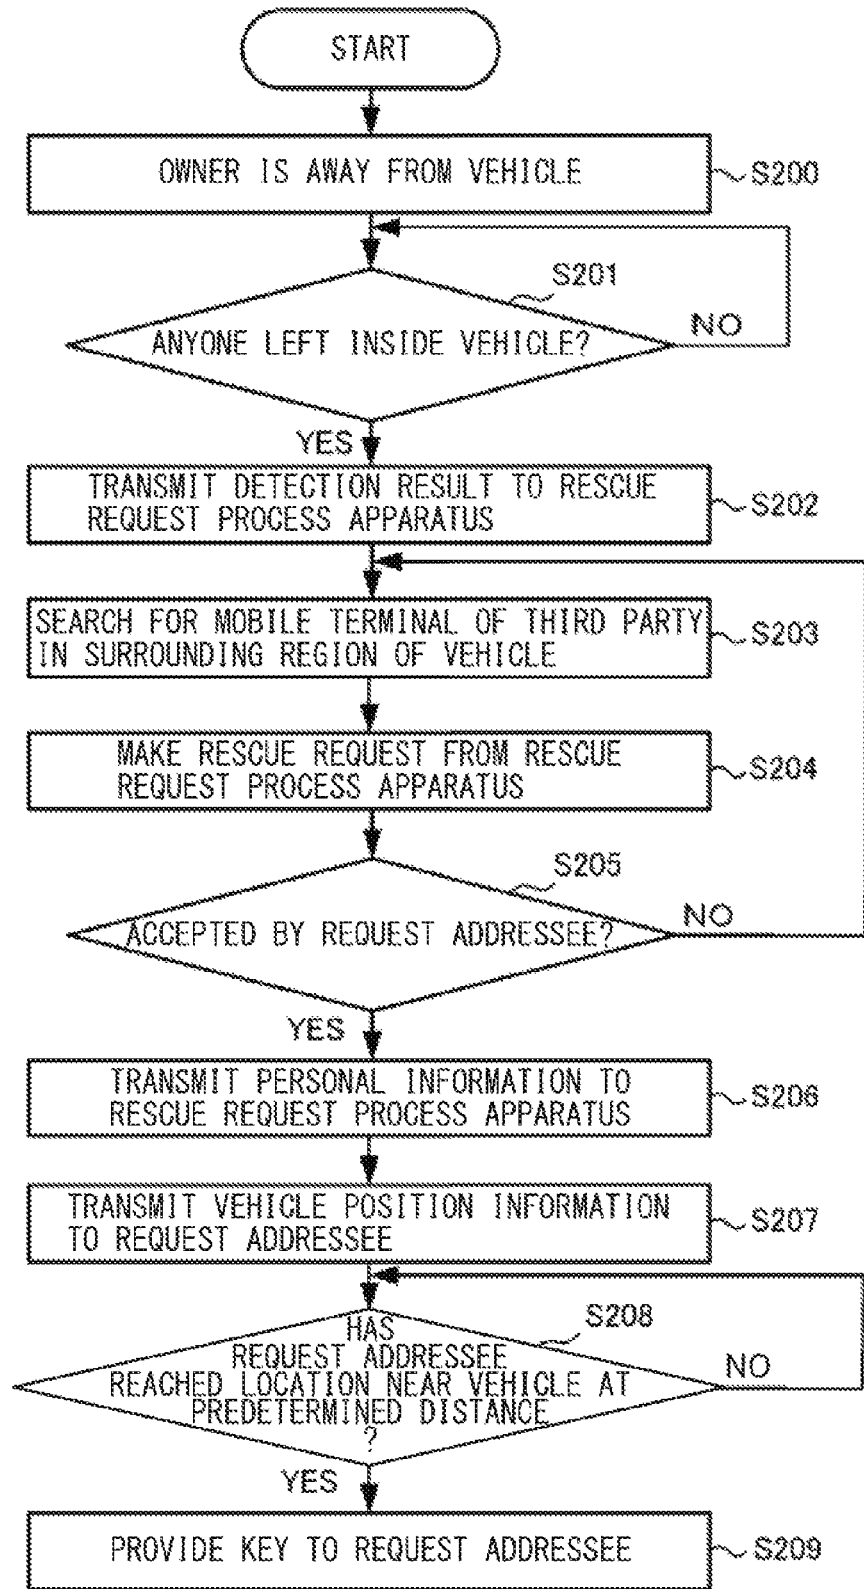 START
OWNER IS AWAY FROM VEHICLE
S200
S201
ANYONE LEFT INSIDE VEHICLE?
NO
YES
TRANSMIT DETECTION RESULT TO RESCUE
REQUEST PROCESS APPARATUS
S202
SEARCH FOR MOBILE TERMINAL OF THIRD PARTY
IN SURROUNDING REGION OF VEHICLE
S203
MAKE RESCUE REQUEST FROM RESCUE
REQUEST PROCESS APPARATUS
S204
S205
ACCEPTED BY REQUEST ADDRESSEE?
NO
YES
TRANSMIT PERSONAL INFORMATION TO
RESCUE REQUEST PROCESS APPARATUS
S206
TRANSMIT VEHICLE POSITION INFORMATION
TO REQUEST ADDRESSEE
S207
S208
HAS
REQUEST ADDRESSEE
REACHED LOCATION NEAR VEHICLE AT
PREDETERMINED DISTANCE
?
NO
YES
PROVIDE KEY TO REQUEST ADDRESSEE
S209